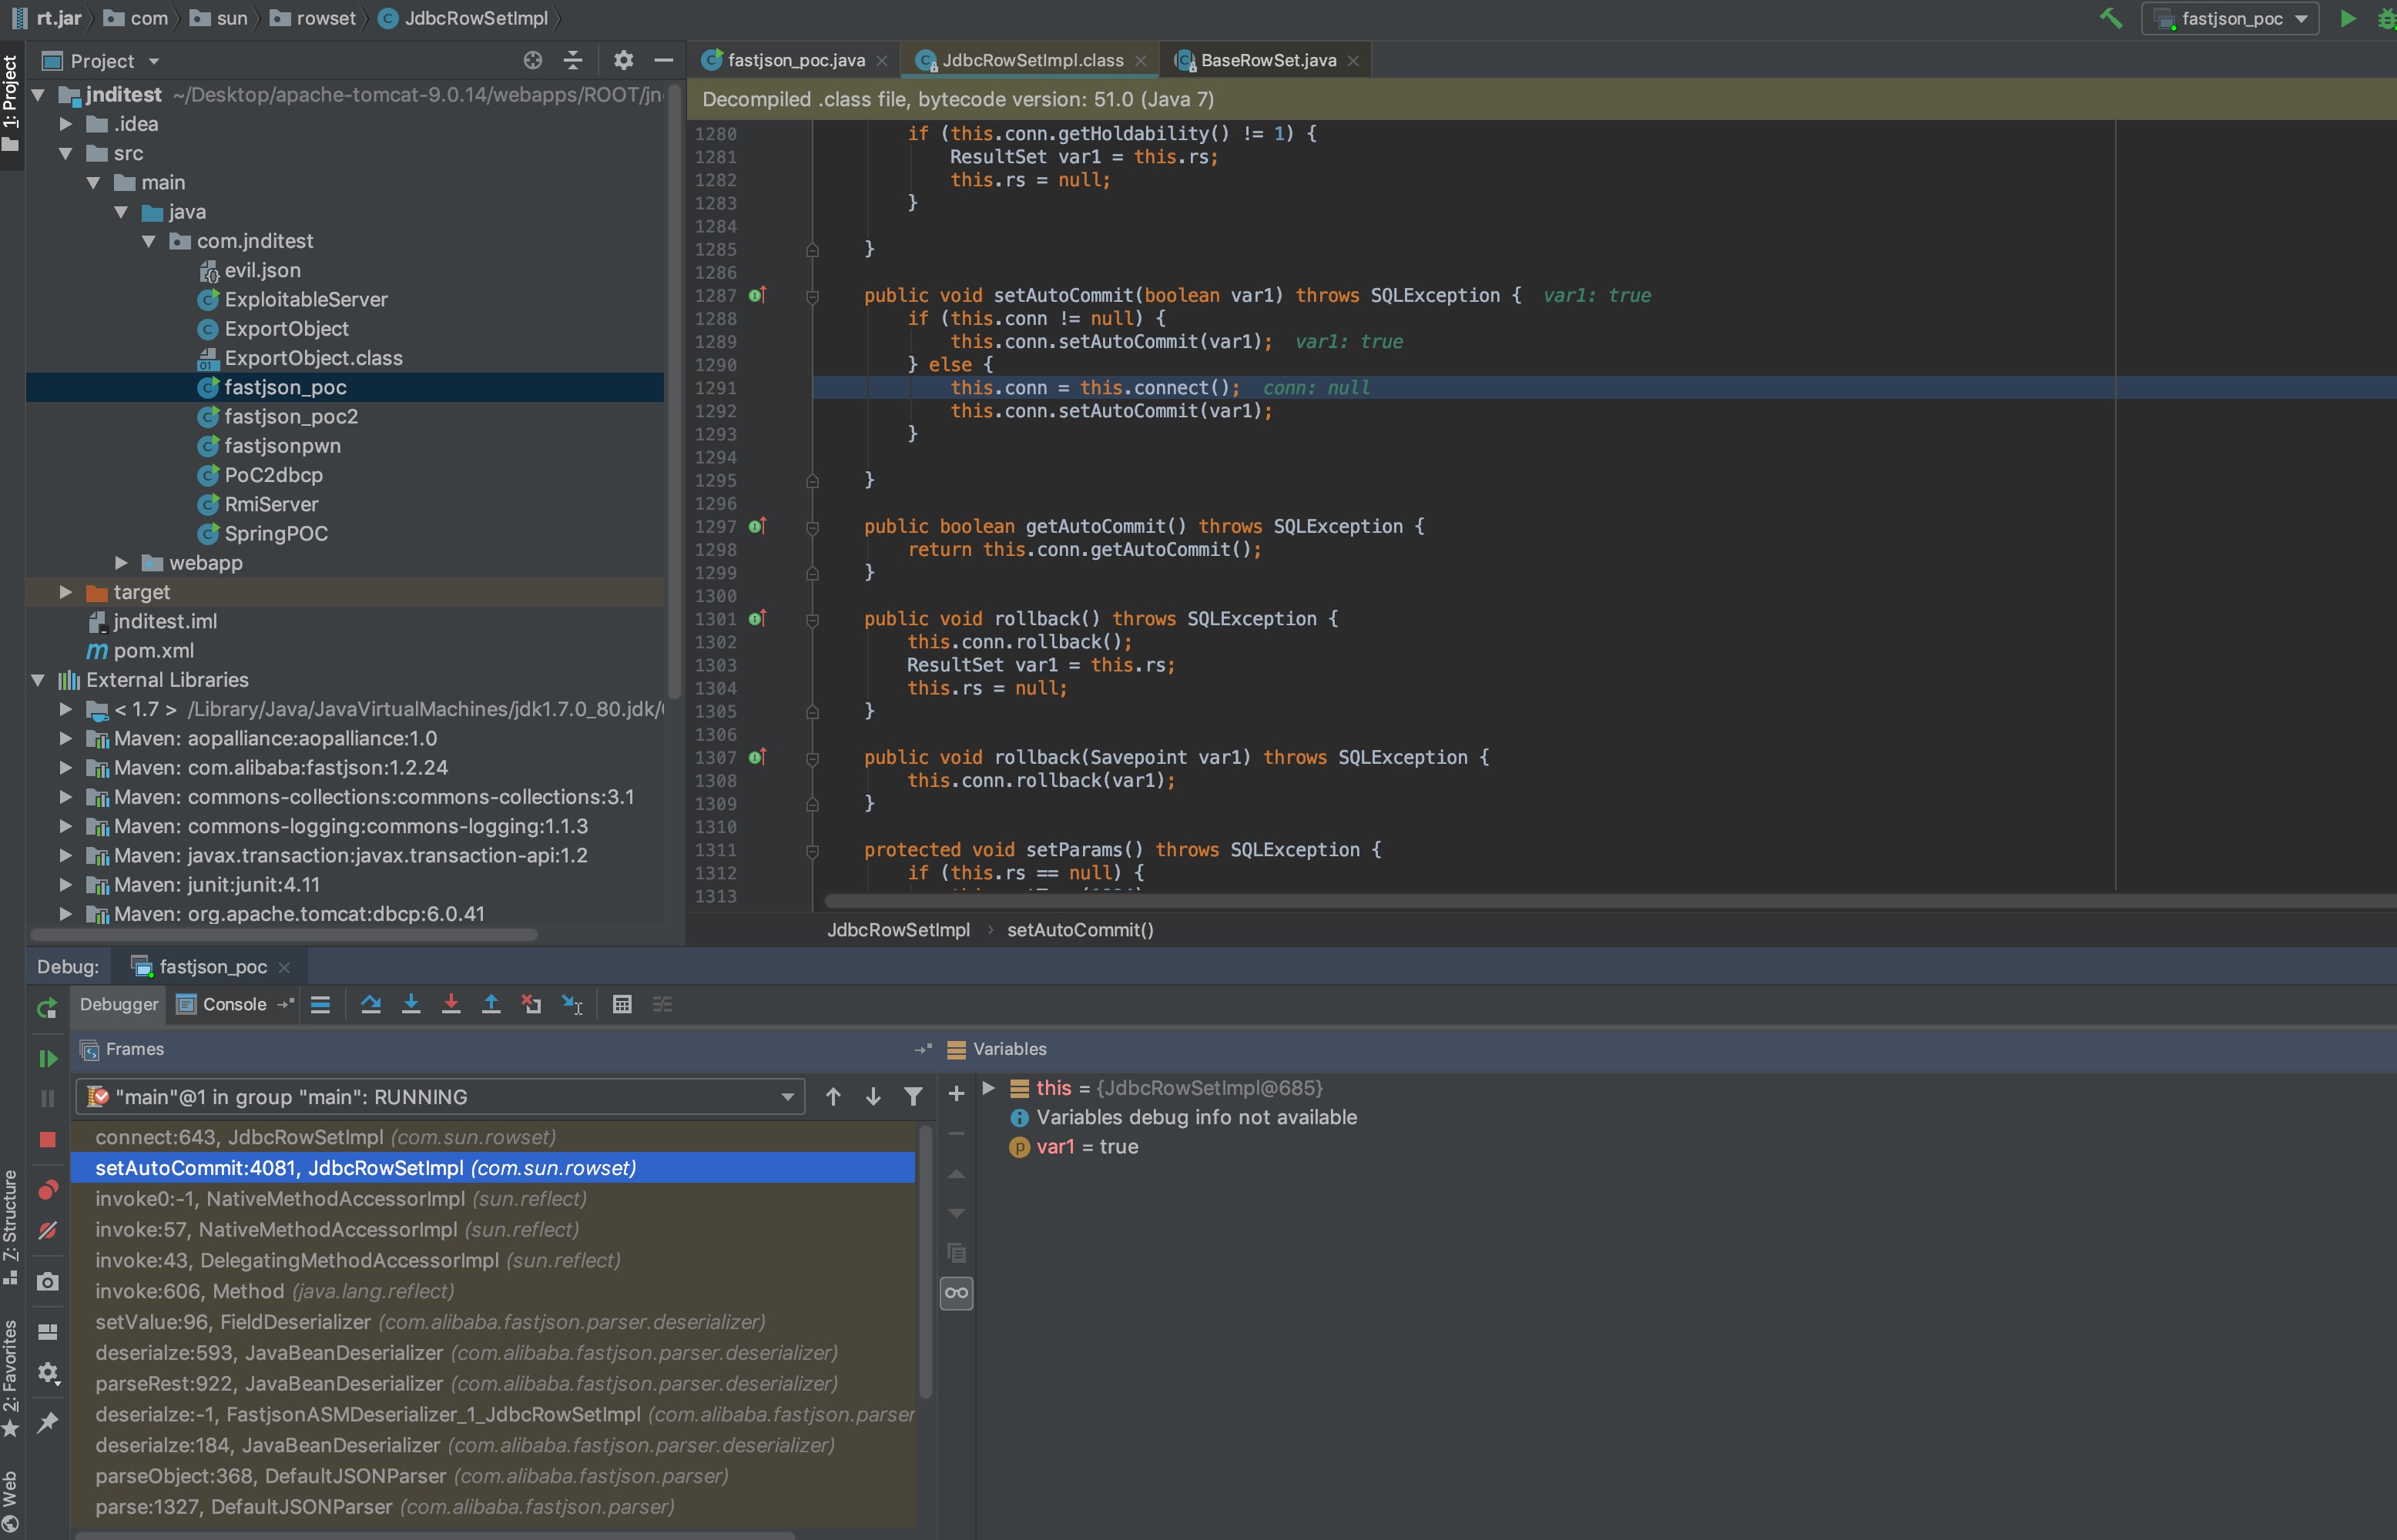 rt.jar com sun rowset JdbcRowSetImpl
fastjson_poc
1: Project
Project
jnditest ~/Desktop/apache-tomcat-9.0.14/webapps/ROOT/jn
.idea
src
main
java
com.jnditest
evil.json
ExploitableServer
ExportObject
ExportObject.class
fastjson_poc
fastjson_poc2
fastjsonpwn
PoC2dbcp
RmiServer
SpringPOC
webapp
target
jnditest.iml
pom.xml
External Libraries
< 1.7 > /Library/Java/JavaVirtualMachines/jdk1.7.0_80.jdk/
Maven: aopalliance:aopalliance:1.0
Maven: com.alibaba:fastjson:1.2.24
Maven: commons-collections:commons-collections:3.1
Maven: commons-logging:commons-logging:1.1.3
Maven: javax.transaction:javax.transaction-api:1.2
Maven: junit:junit:4.11
Maven: org.apache.tomcat:dbcp:6.0.41
fastjson_poc.java JdbcRowSetImpl.class BaseRowSet.java
Decompiled .class file, bytecode version: 51.0 (Java 7)
1280 if (this.conn.getHoldability() != 1) {
1281 ResultSet var1 = this.rs;
1282 this.rs = null;
1283 }
1284
1285 }
1286
1287 public void setAutoCommit(boolean var1) throws SQLException { var1: true
1288 if (this.conn != null) {
1289 this.conn.setAutoCommit(var1); var1: true
1290 } else {
1291 this.conn = this.connect(); conn: null
1292 this.conn.setAutoCommit(var1);
1293 }
1294
1295 }
1296
1297 public boolean getAutoCommit() throws SQLException {
1298 return this.conn.getAutoCommit();
1299 }
1300
1301 public void rollback() throws SQLException {
1302 this.conn.rollback();
1303 ResultSet var1 = this.rs;
1304 this.rs = null;
1305 }
1306
1307 public void rollback(Savepoint var1) throws SQLException {
1308 this.conn.rollback(var1);
1309 }
1310
1311 protected void setParams() throws SQLException {
1312 if (this.rs == null) {
1313
JdbcRowSetImpl › setAutoCommit()
Debug: fastjson_poc
Debugger Console
Frames
"main"@1 in group "main": RUNNING
connect:643, JdbcRowSetImpl (com.sun.rowset)
setAutoCommit:4081, JdbcRowSetImpl (com.sun.rowset)
invoke0:-1, NativeMethodAccessorImpl (sun.reflect)
invoke:57, NativeMethodAccessorImpl (sun.reflect)
invoke:43, DelegatingMethodAccessorImpl (sun.reflect)
invoke:606, Method (java.lang.reflect)
setValue:96, FieldDeserializer (com.alibaba.fastjson.parser.deserializer)
deserialze:593, JavaBeanDeserializer (com.alibaba.fastjson.parser.deserializer)
parseRest:922, JavaBeanDeserializer (com.alibaba.fastjson.parser.deserializer)
deserialze:-1, FastjsonASMDeserializer_1_JdbcRowSetImpl (com.alibaba.fastjson.parser
deserialze:184, JavaBeanDeserializer (com.alibaba.fastjson.parser.deserializer)
parseObject:368, DefaultJSONParser (com.alibaba.fastjson.parser)
parse:1327, DefaultJSONParser (com.alibaba.fastjson.parser)
Variables
this = {JdbcRowSetImpl@685}
Variables debug info not available
var1 = true
Z: Structure
2: Favorites
Web